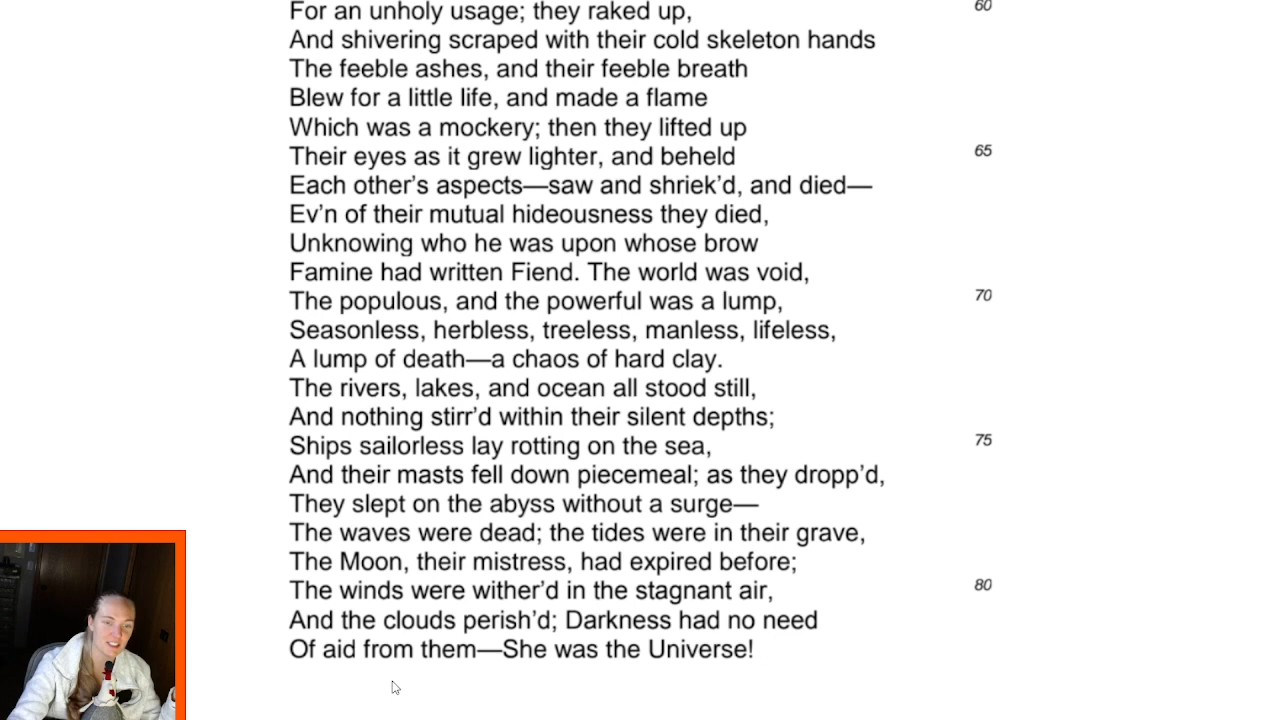 For an unholy usage; they raked up, 60
And shivering scraped with their cold skeleton hands
The feeble ashes, and their feeble breath
Blew for a little life, and made a flame
Which was a mockery; then they lifted up
Their eyes as it grew lighter, and beheld 65
Each other’s aspects—saw and shriek’d, and died—
Ev’n of their mutual hideousness they died,
Unknowing who he was upon whose brow
Famine had written Fiend. The world was void,
The populous, and the powerful was a lump, 70
Seasonless, herbless, treeless, manless, lifeless,
A lump of death—a chaos of hard clay.
The rivers, lakes, and ocean all stood still,
And nothing stirr’d within their silent depths;
Ships sailorless lay rotting on the sea, 75
And their masts fell down piecemeal; as they dropp’d,
They slept on the abyss without a surge—
The waves were dead; the tides were in their grave,
The Moon, their mistress, had expired before;
The winds were wither’d in the stagnant air, 80
And the clouds perish’d; Darkness had no need
Of aid from them—She was the Universe!